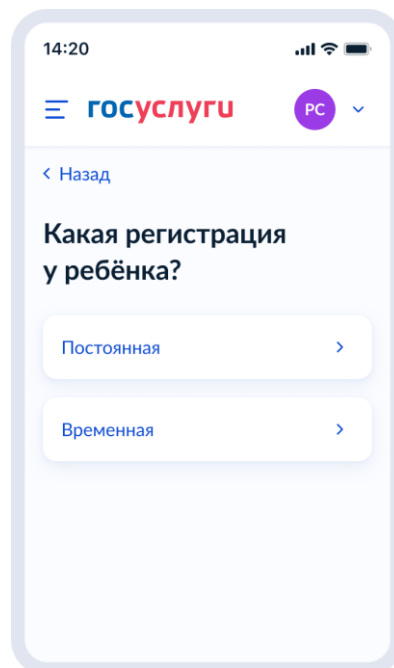 14:20
госуслуги
РС
Назад
Какая регистрация
у ребёнка?
Постоянная
Временная